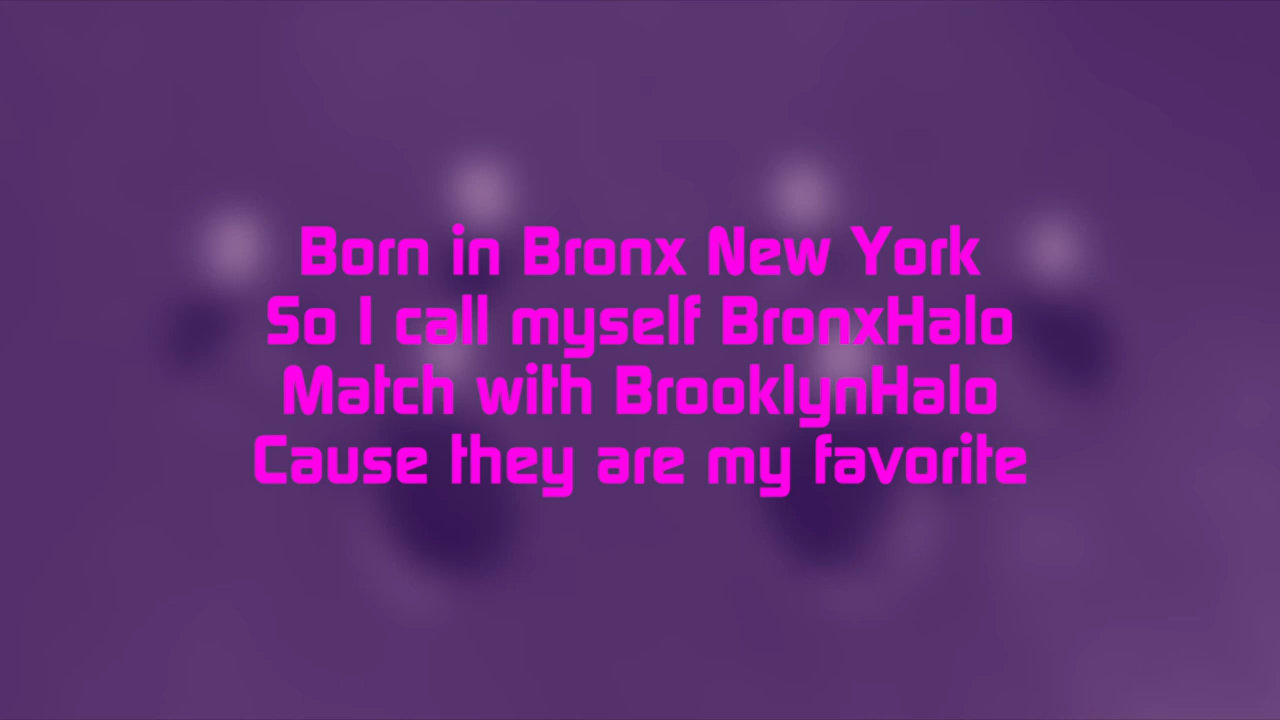 Born in Bronx New York
So I call myself BronxHalo
Match with BrooklynHalo
Cause they are my favorite